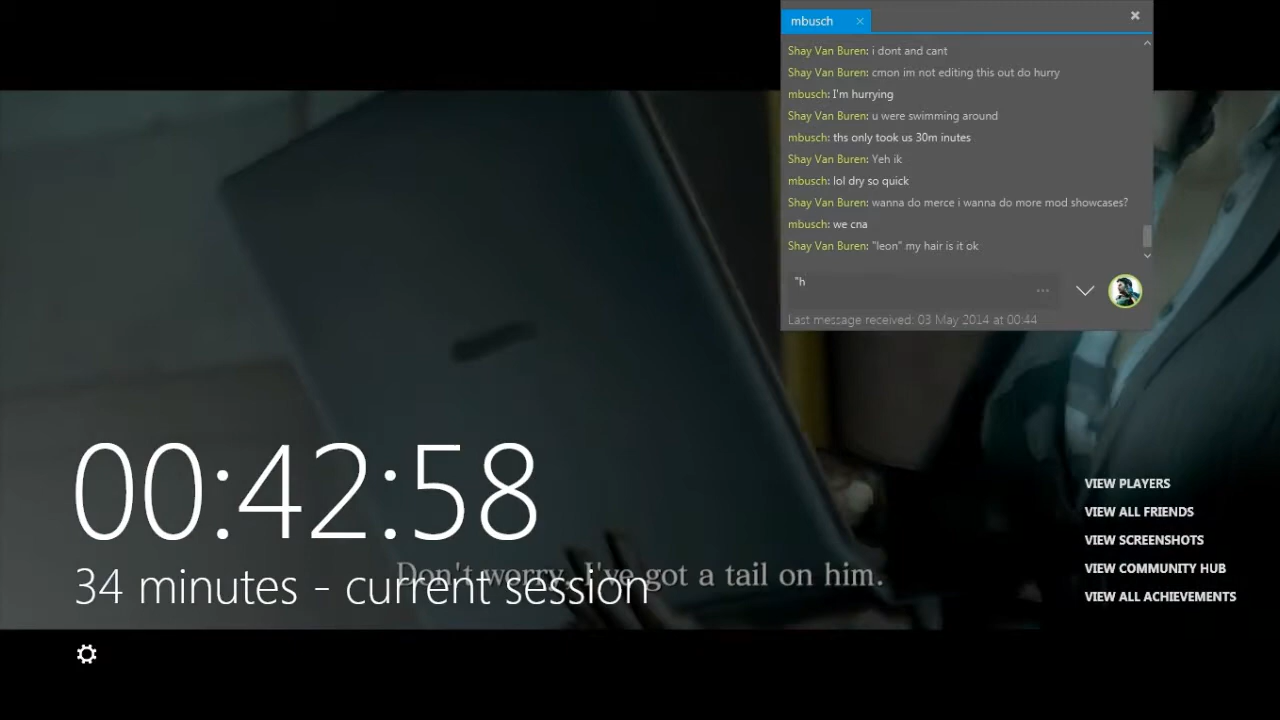 mbusch
Shay Van Buren: i dont and cant
Shay Van Buren: cmon im not editing this out do hurry
mbusch: I'm hurrying
Shay Van Buren: u were swimming around
mbusch: ths only took us 30m inutes
Shay Van Buren: Yeh ik
mbusch: lol dry so quick
Shay Van Buren: wanna do merce i wanna do more mod showcases?
mbusch: we cna
Shay Van Buren: "leon" my hair is it ok
"h
Last message received: 03 May 2014 at 00:44
00:42:58
34 minutes - current session
Don't worry, I've got a tail on him.
VIEW PLAYERS
VIEW ALL FRIENDS
VIEW SCREENSHOTS
VIEW COMMUNITY HUB
VIEW ALL ACHIEVEMENTS